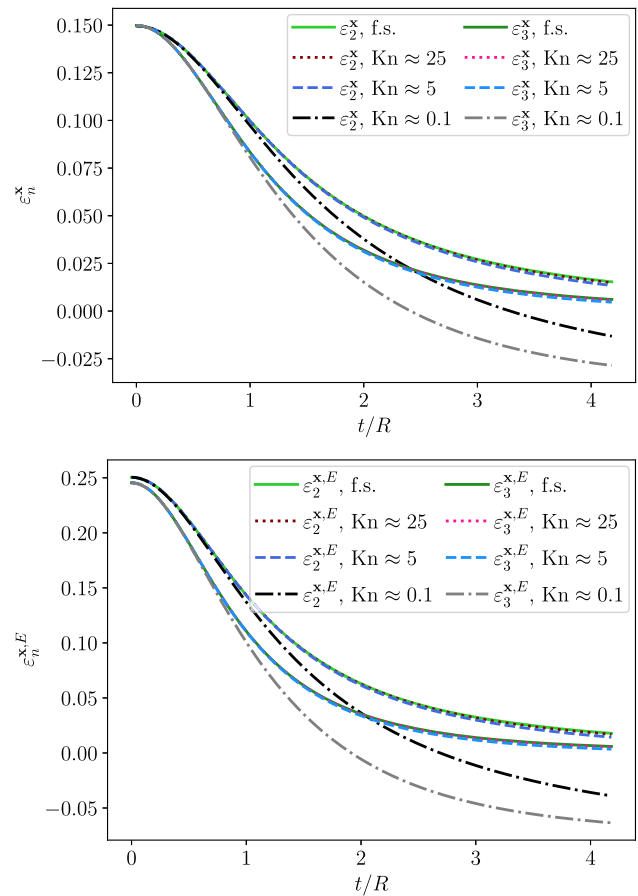 0.150
0.125
0.100
0.075
0.050
0.025
0.000
−0.025
ε_n^x
ε_2^x, f.s.
ε_2^x, Kn ≈ 25
ε_2^x, Kn ≈ 5
ε_2^x, Kn ≈ 0.1
ε_3^x, f.s.
ε_3^x, Kn ≈ 25
ε_3^x, Kn ≈ 5
ε_3^x, Kn ≈ 0.1
0 1 2 3 4
t/R
0.25
0.20
0.15
0.10
0.05
0.00
−0.05
ε_n^{x,E}
ε_2^{x,E}, f.s.
ε_2^{x,E}, Kn ≈ 25
ε_2^{x,E}, Kn ≈ 5
ε_2^{x,E}, Kn ≈ 0.1
ε_3^{x,E}, f.s.
ε_3^{x,E}, Kn ≈ 25
ε_3^{x,E}, Kn ≈ 5
ε_3^{x,E}, Kn ≈ 0.1
0 1 2 3 4
t/R